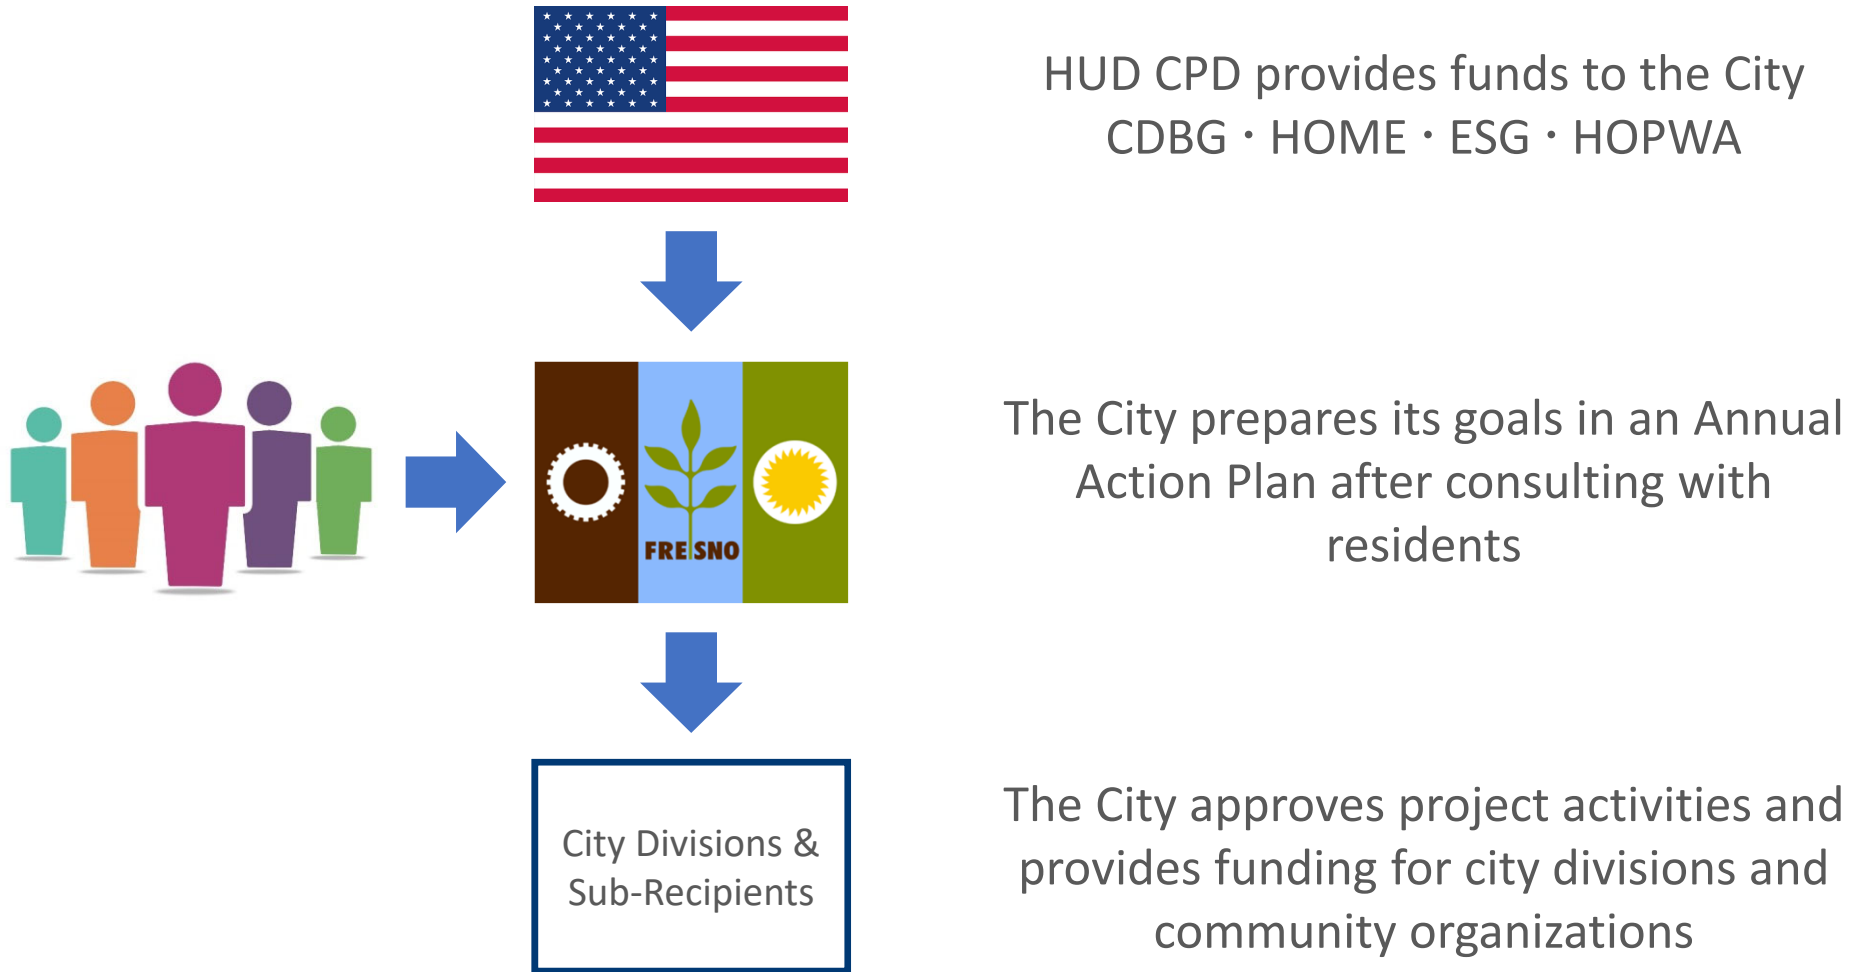 HUD CPD provides funds to the City
CDBG · HOME · ESG · HOPWA
The City prepares its goals in an Annual
Action Plan after consulting with
residents
FRESNO
City Divisions &
Sub-Recipients
The City approves project activities and
provides funding for city divisions and
community organizations